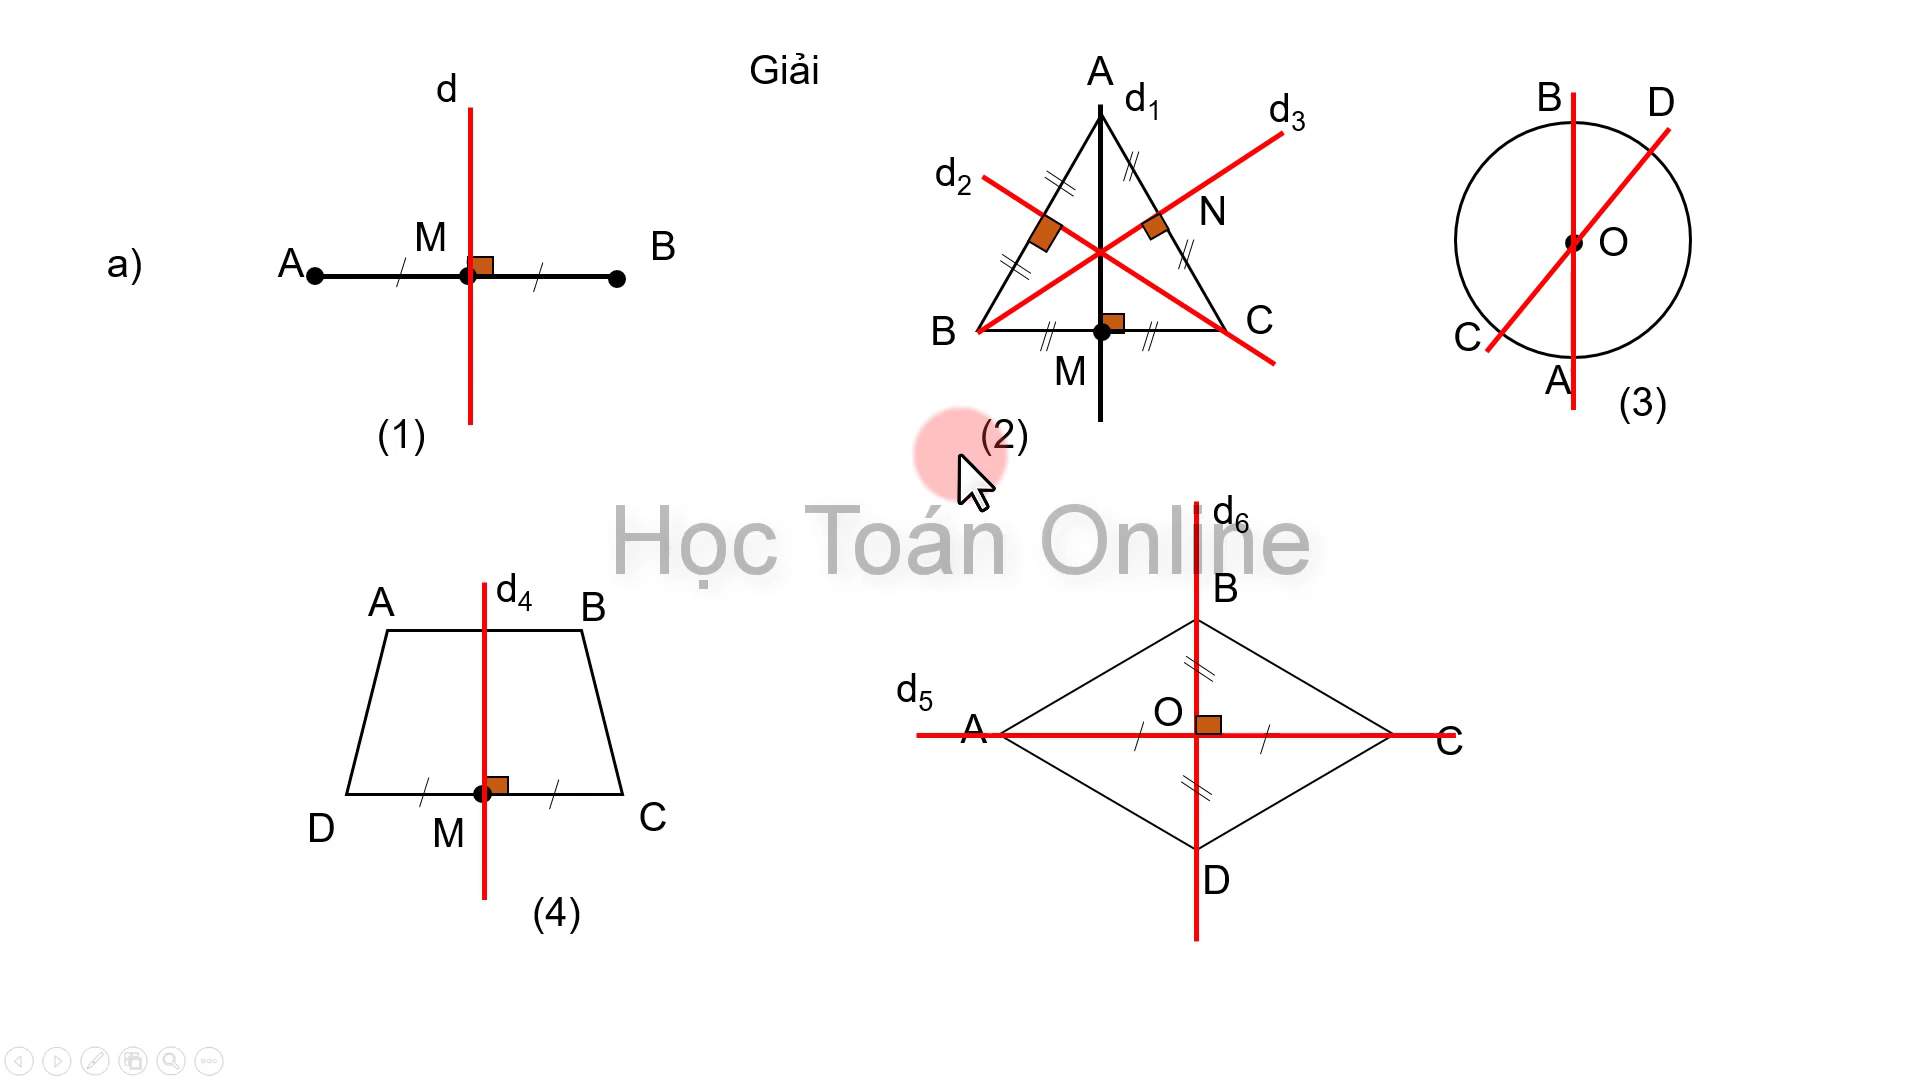 Giải
a)
d
A
M
B
(1)
A
d1
d2
d3
N
B
C
M
(2)
B
D
O
C
A
(3)
Học Toán Online
A
d4
B
D
M
C
(4)
d6
B
d5
A
O
C
D